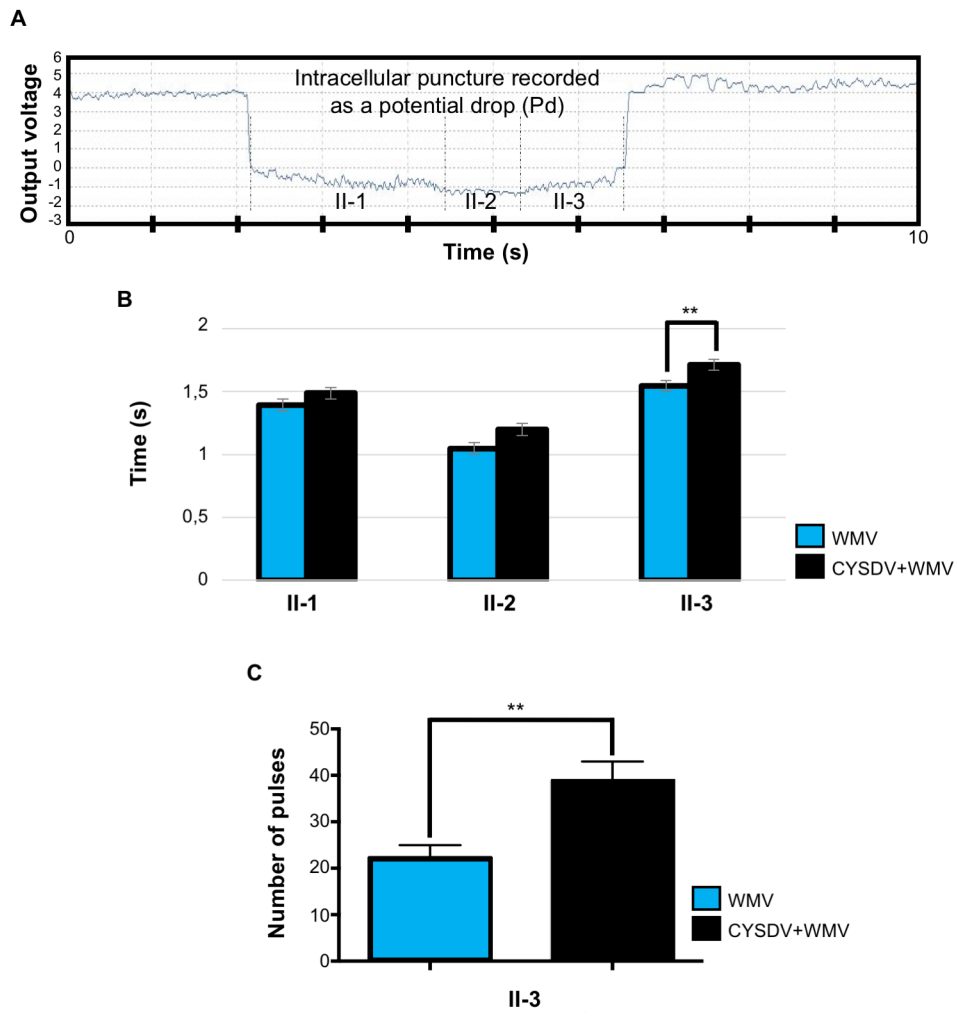 A
Output voltage
6
5
4
3
2
1
0
-1
-2
-3
Intracellular puncture recorded
as a potential drop (Pd)
II-1
II-2
II-3
0
10
Time (s)
B
Time (s)
2
1,5
1
0,5
0
**
II-1
II-2
II-3
WMV
CYSDV+WMV
C
Number of pulses
50
40
30
20
10
0
**
II-3
WMV
CYSDV+WMV